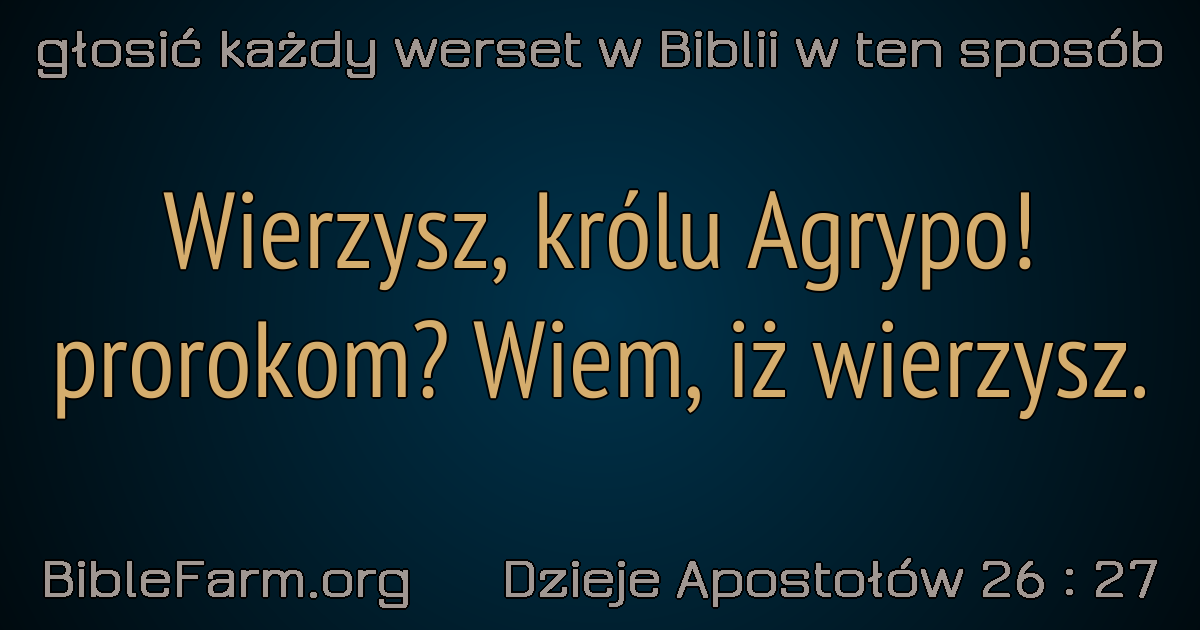 głosić każdy werset w Biblii w ten sposób
Wierzysz, królu Agrypo!
prorokom? Wiem, iż wierzysz.
BibleFarm.org
Dzieje Apostołów 26 : 27